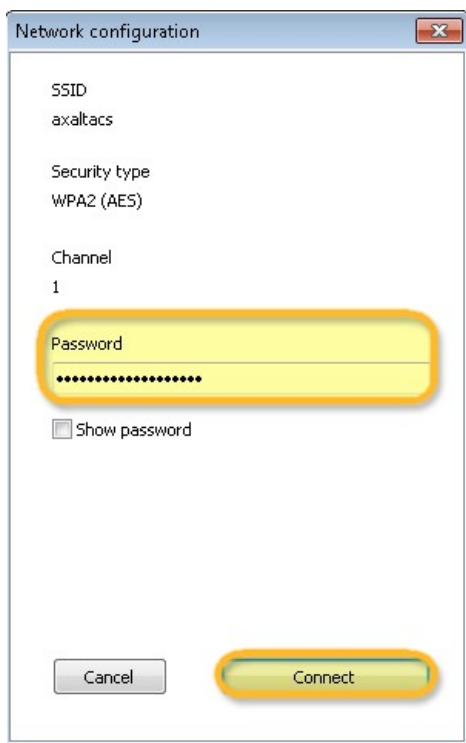 Network configuration
SSID
axaltacs
Security type
WPA2 (AES)
Channel
1
Password
•••••••••••••••••••
Show password
Cancel
Connect